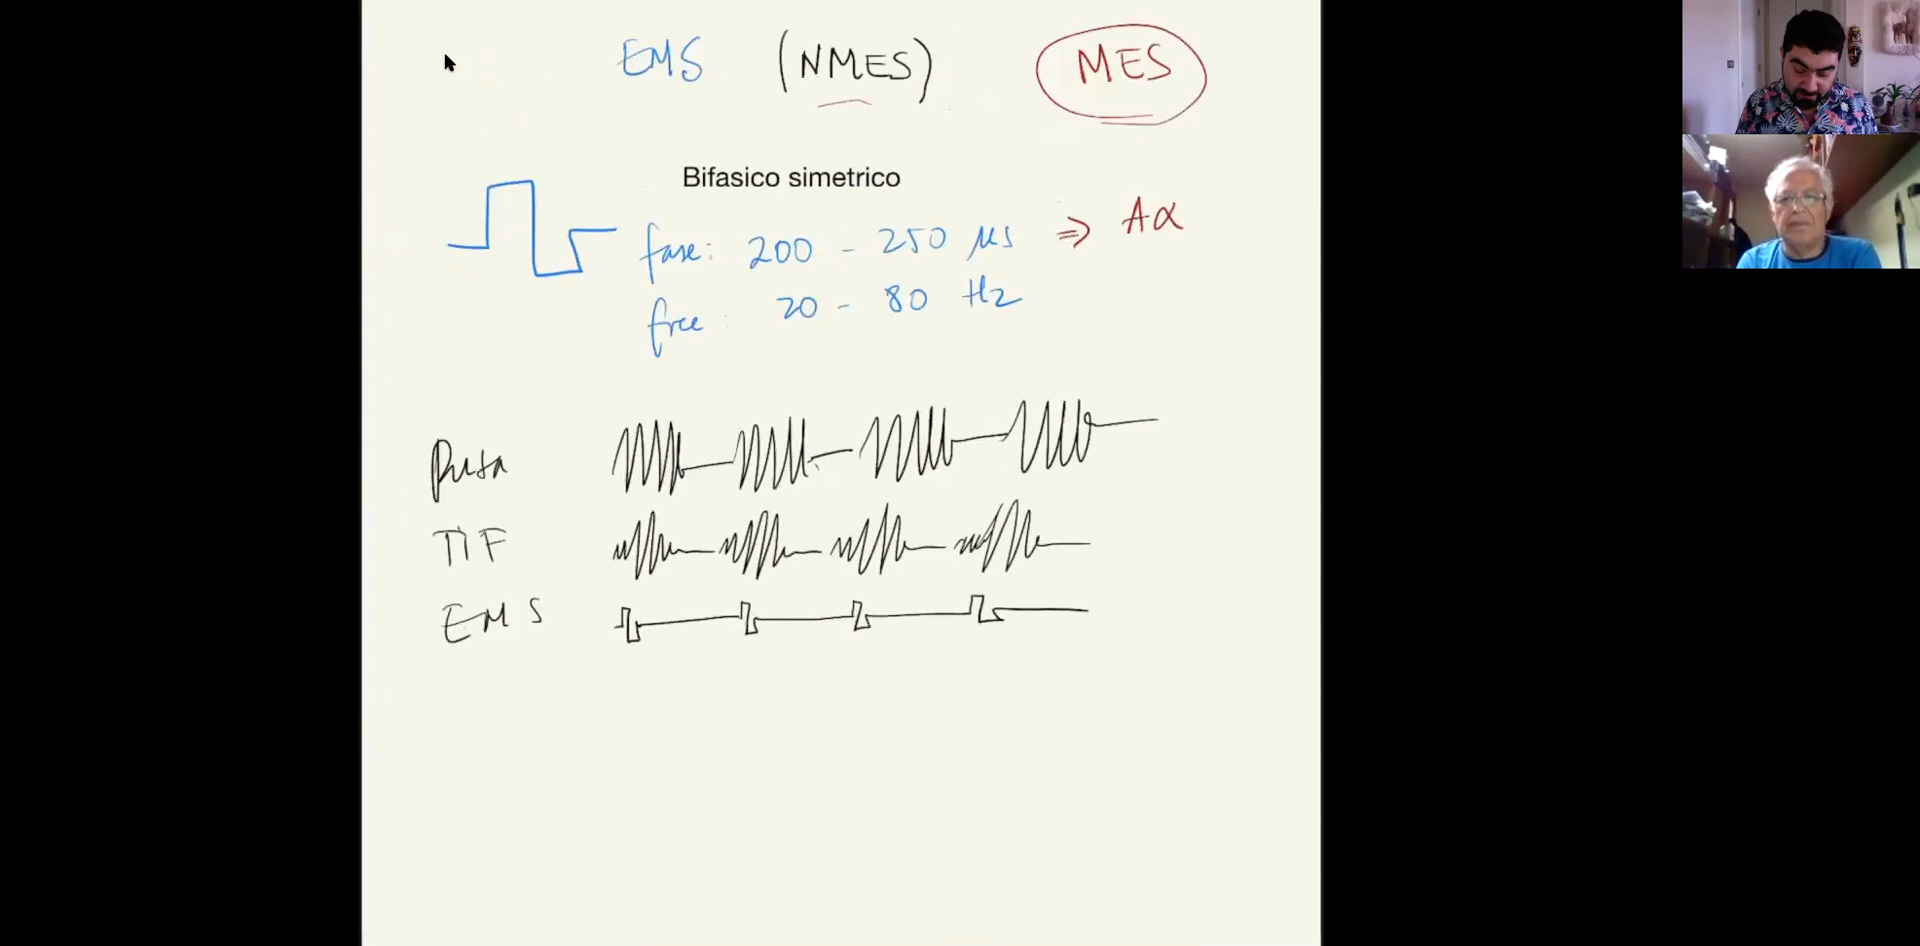 EMS (NMES) MES
Bifasico simetrico
fase: 200 - 250 μs ⇒ Aα
frec: 20 - 80 Hz
Rusa
TIF
EMS